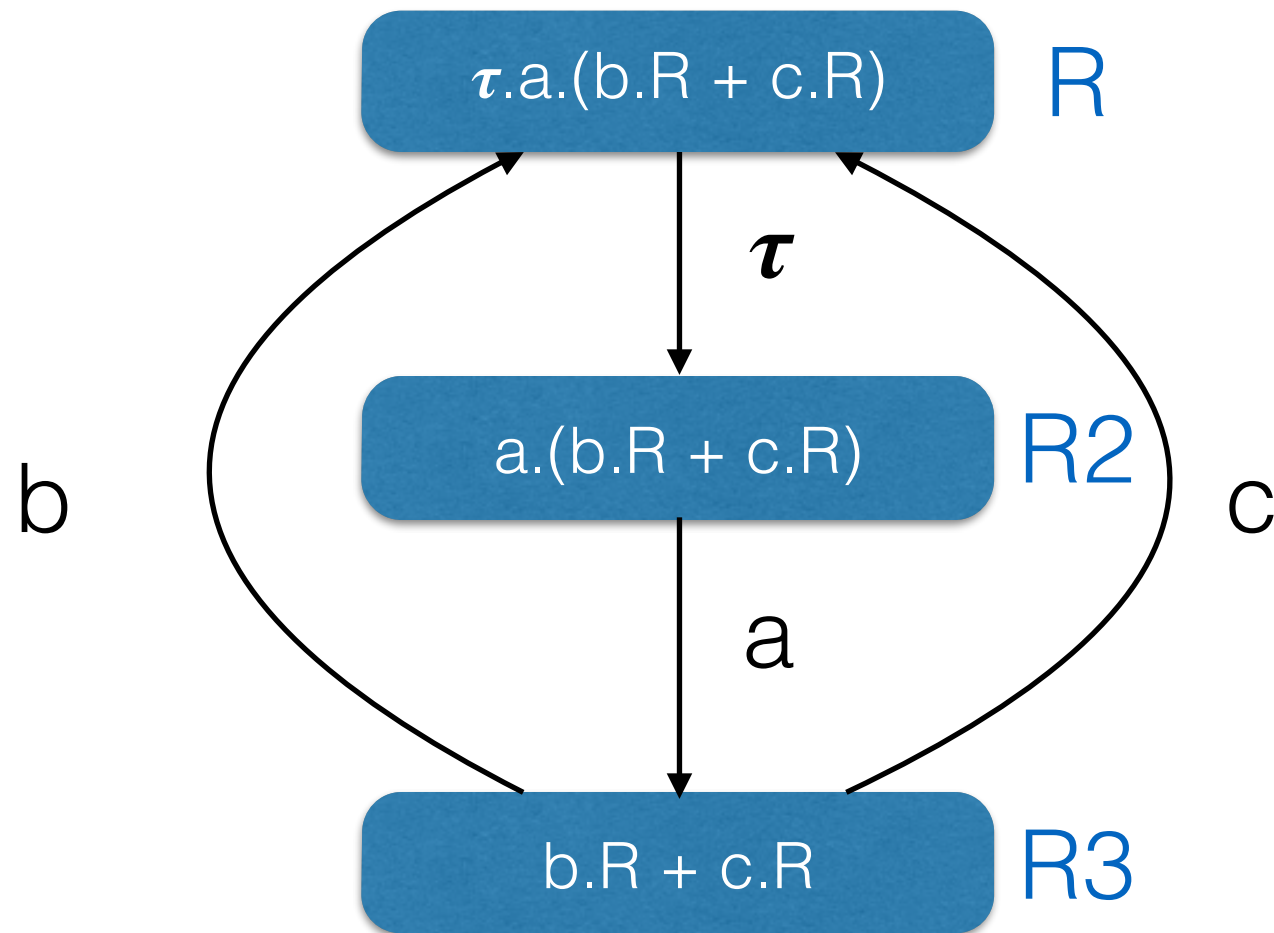 τ.a.(b.R + c.R)
R
τ
a.(b.R + c.R)
R2
b
c
a
b.R + c.R
R3